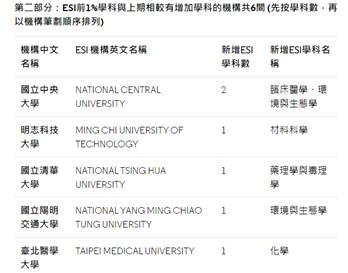 第二部分：ESI前1%學科與上期相較有增加學科的機構共6間 (先按學科數，再
以機構筆劃順序排列)
機構中文
名稱
ESI 機構英文名稱
新增ESI
學科數
新增ESI學科名
稱
國立中央
大學
NATIONAL CENTRAL
UNIVERSITY
2
臨床醫學、環
境與生態學
明志科技
大學
MING CHI UNIVERSITY OF
TECHNOLOGY
1
材料科學
國立清華
大學
NATIONAL TSING HUA
UNIVERSITY
1
藥理學與毒理
學
國立陽明
交通大學
NATIONAL YANG MING CHIAO
TUNG UNIVERSITY
1
環境與生態學
臺北醫學
大學
TAIPEI MEDICAL UNIVERSITY
1
化學